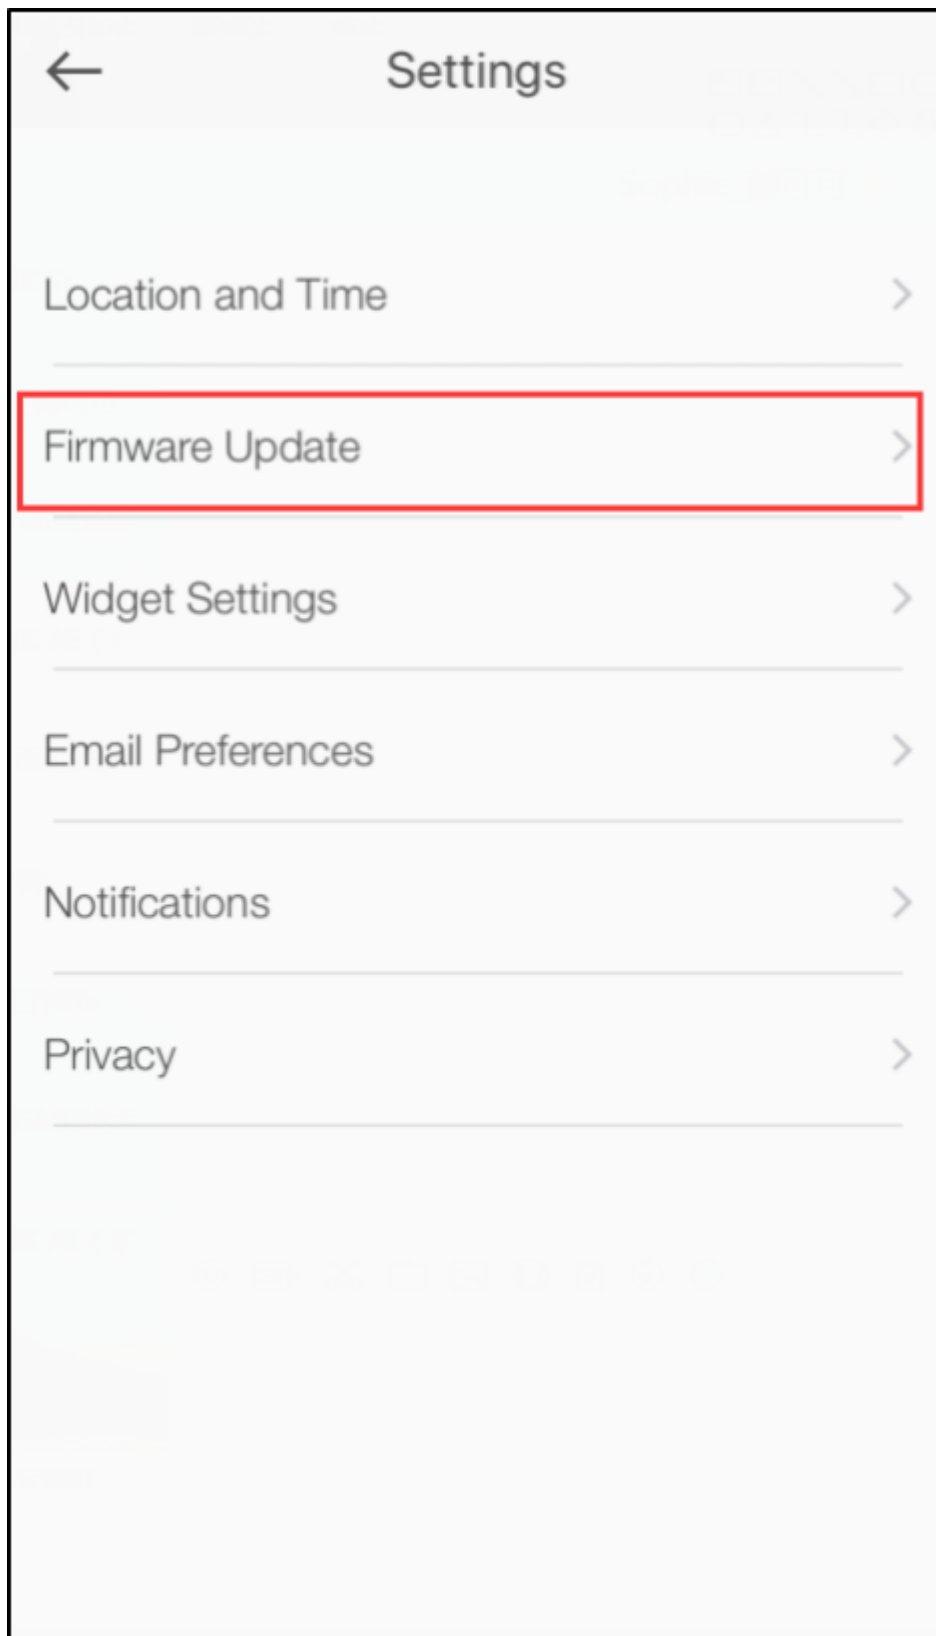 Settings
Location and Time
Firmware Update
Widget Settings
Email Preferences
Notifications
Privacy